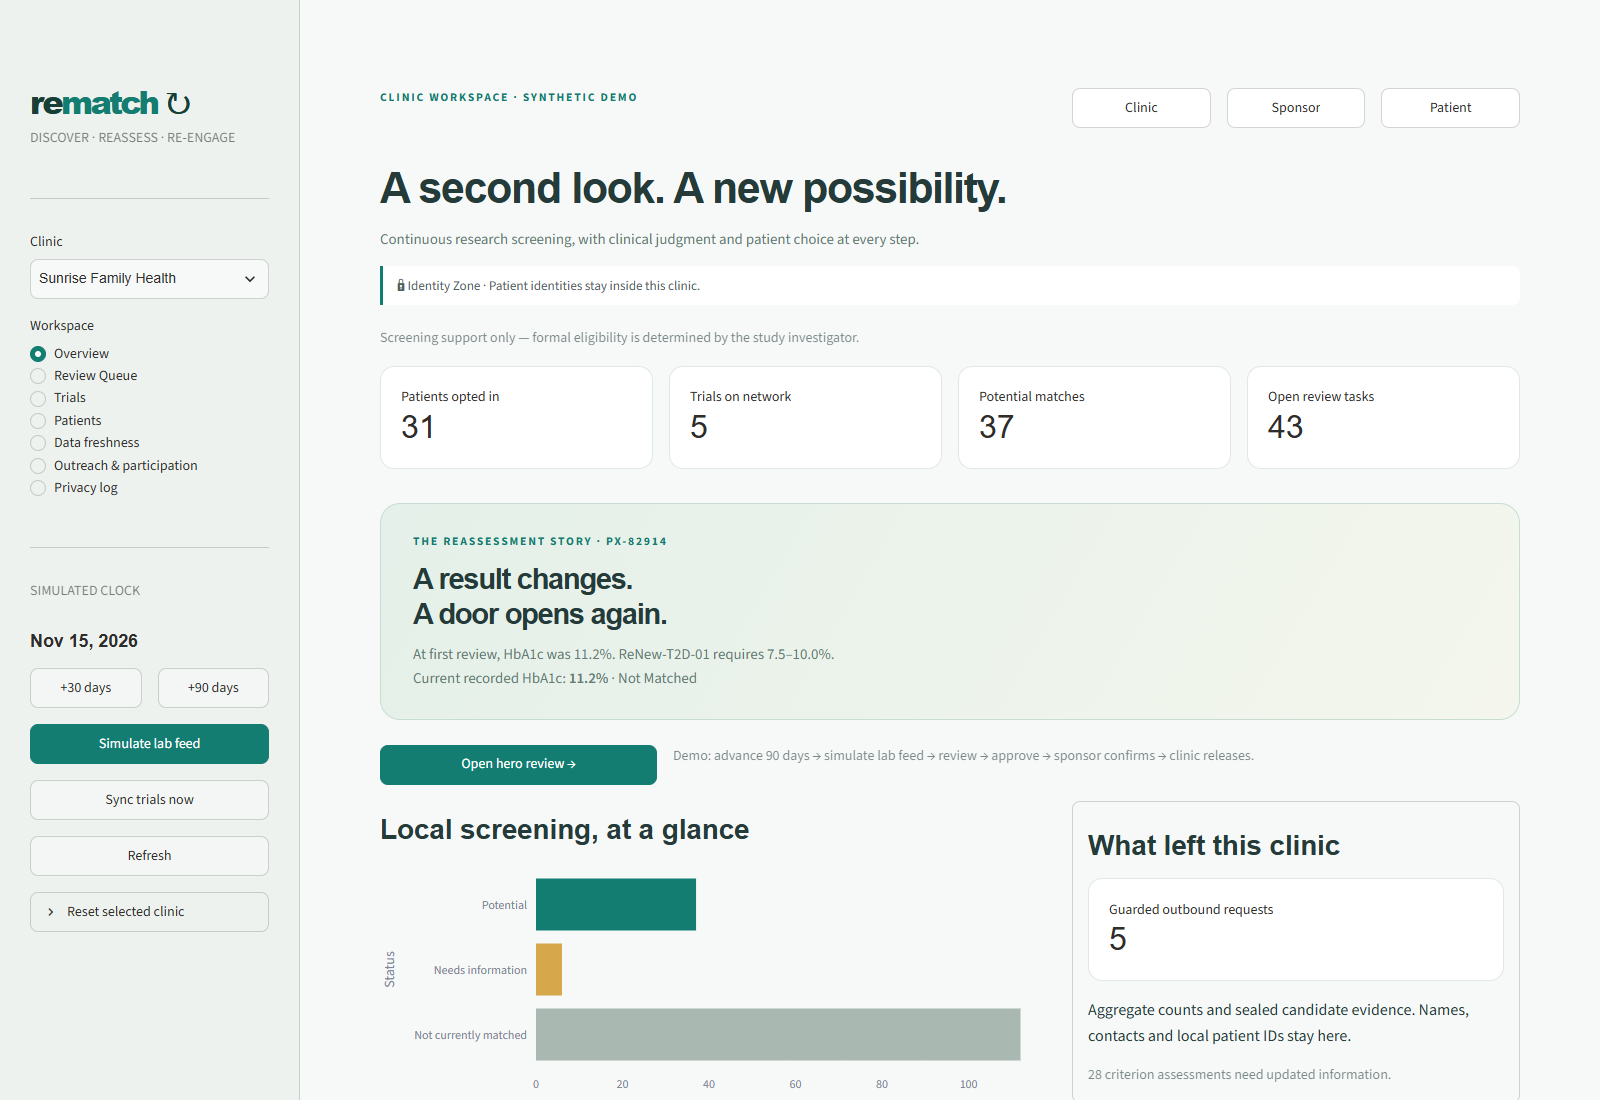 rematch ↻
DISCOVER · REASSESS · RE-ENGAGE
Clinic
Sunrise Family Health
Workspace
Overview
Review Queue
Trials
Patients
Data freshness
Outreach & participation
Privacy log
SIMULATED CLOCK
Nov 15, 2026
+30 days
+90 days
Simulate lab feed
Sync trials now
Refresh
Reset selected clinic
CLINIC WORKSPACE · SYNTHETIC DEMO
Clinic
Sponsor
Patient
A second look. A new possibility.
Continuous research screening, with clinical judgment and patient choice at every step.
Identity Zone · Patient identities stay inside this clinic.
Screening support only — formal eligibility is determined by the study investigator.
Patients opted in
31
Trials on network
5
Potential matches
37
Open review tasks
43
THE REASSESSMENT STORY · PX-82914
A result changes.
A door opens again.
At first review, HbA1c was 11.2%. ReNew-T2D-01 requires 7.5–10.0%.
Current recorded HbA1c: 11.2% · Not Matched
Open hero review →
Demo: advance 90 days → simulate lab feed → review → approve → sponsor confirms → clinic releases.
Local screening, at a glance
Status
Potential
Needs information
Not currently matched
0 20 40 60 80 100
What left this clinic
Guarded outbound requests
5
Aggregate counts and sealed candidate evidence. Names,
contacts and local patient IDs stay here.
28 criterion assessments need updated information.